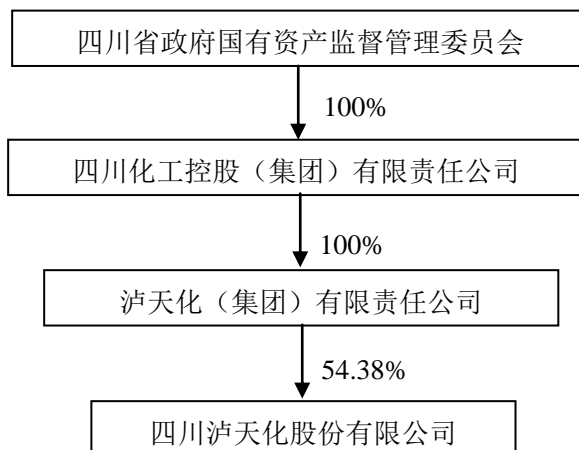 四川省政府国有资产监督管理委员会
100%
四川化工控股（集团）有限责任公司
100%
泸天化（集团）有限责任公司
54.38%
四川泸天化股份有限公司